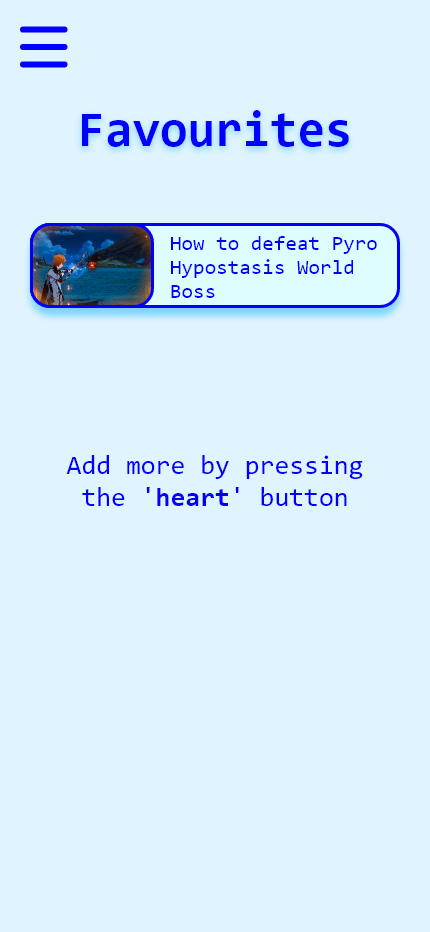 Favourites
How to defeat Pyro
Hypostasis World
Boss
Add more by pressing
the 'heart' button